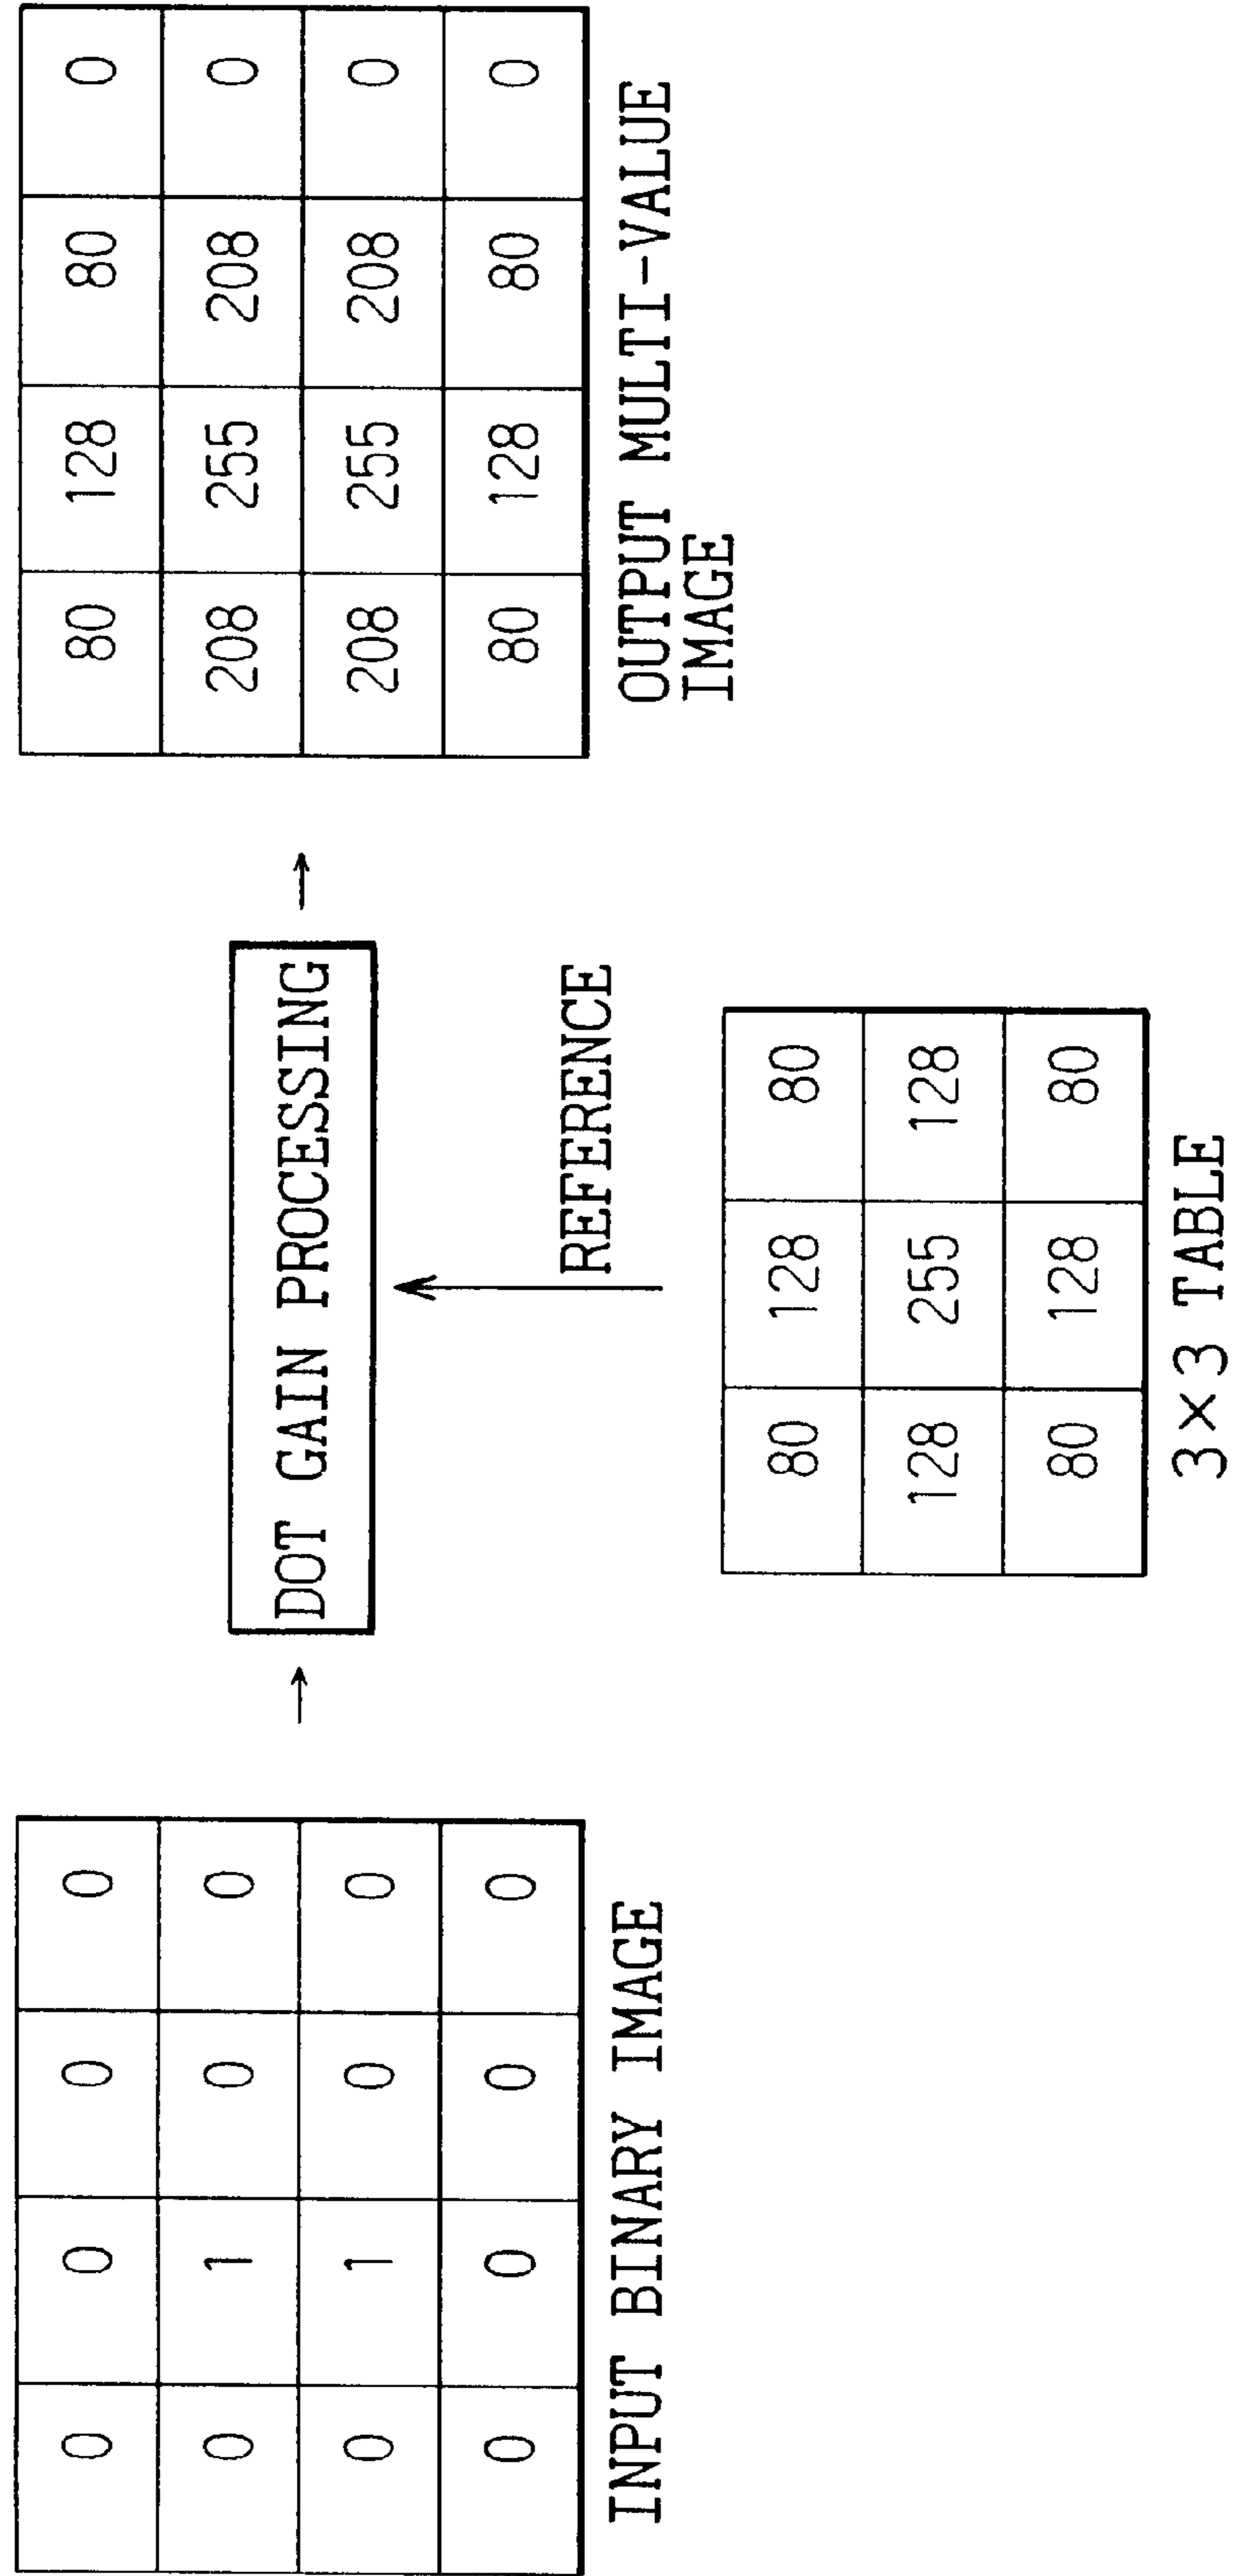 0 0 0 0
0 1 0 0
0 1 0 0
0 0 0 0
INPUT BINARY IMAGE
DOT GAIN PROCESSING
REFERENCE
80 128 80
128 255 128
80 128 80
3×3 TABLE
80 128 80 0
208 255 208 0
208 255 208 0
80 128 80 0
OUTPUT MULTI-VALUE
IMAGE